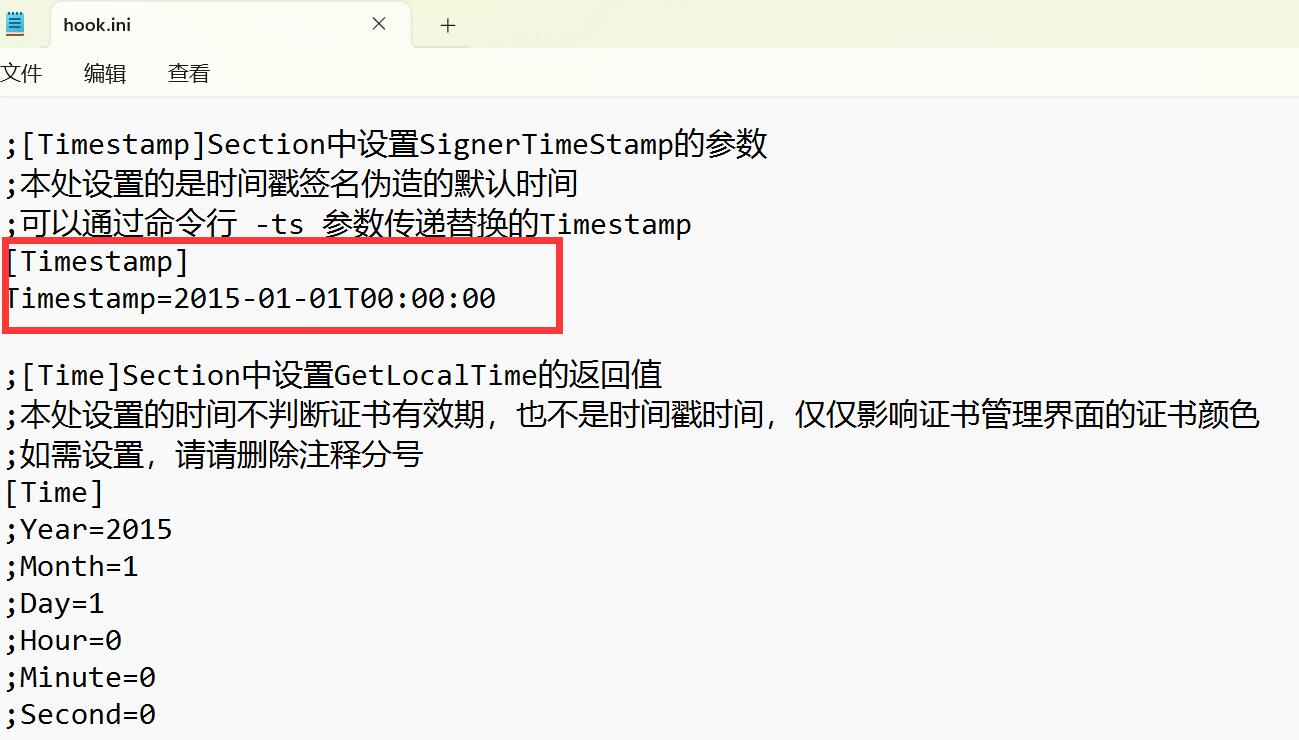 hook.ini
文件 编辑 查看
;[Timestamp]Section中设置SignerTimeStamp的参数
;本处设置的是时间戳签名伪造的默认时间
;可以通过命令行 -ts 参数传递替换的Timestamp
[Timestamp]
Timestamp=2015-01-01T00:00:00
;[Time]Section中设置GetLocalTime的返回值
;本处设置的时间不判断证书有效期，也不是时间戳时间，仅仅影响证书管理界面的证书颜色
;如需设置，请请删除注释分号
[Time]
;Year=2015
;Month=1
;Day=1
;Hour=0
;Minute=0
;Second=0